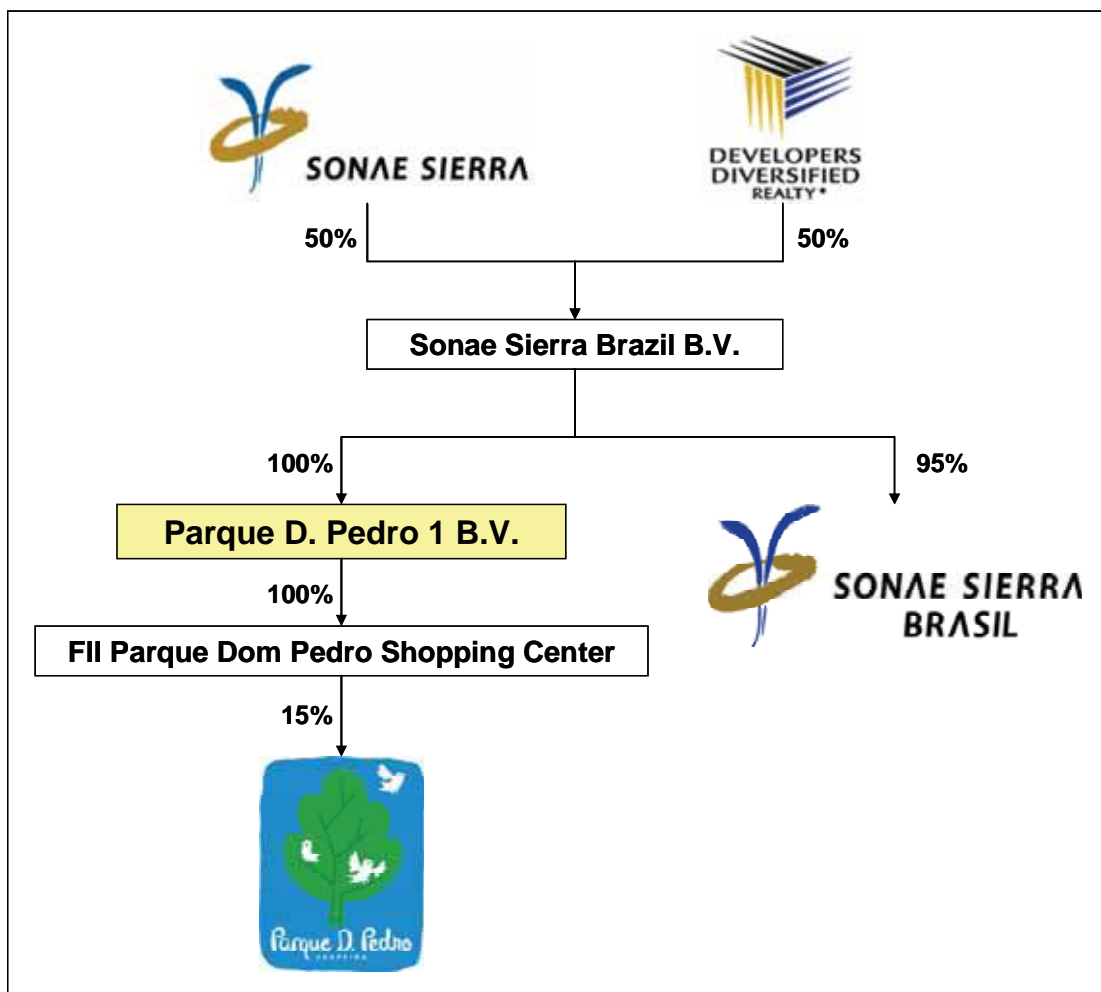 SONAE SIERRA
DEVELOPERS
DIVERSIFIED
REALTY
50%
50%
Sonae Sierra Brazil B.V.
100%
95%
Parque D. Pedro 1 B.V.
SONAE SIERRA
BRASIL
100%
FII Parque Dom Pedro Shopping Center
15%
Parque D. Pedro